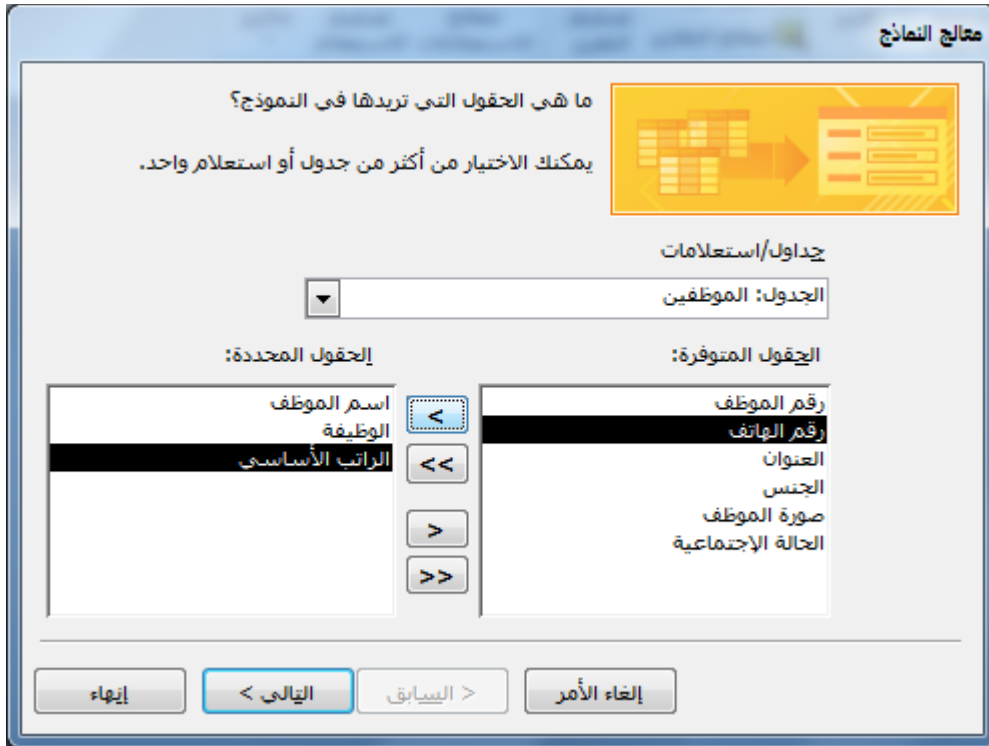 معالج النماذج
ما هي الحقول التي تريدها في النموذج؟
يمكنك الاختيار من أكثر من جدول أو استعلام واحد.
جداول/استعلامات
الجدول: الموظفين
الحقول المتوفرة:
رقم الموظف
رقم الهاتف
العنوان
الجنس
صورة الموظف
الحالة الإجتماعية
<
<<
>
>>
الحقول المحددة:
اسم الموظف
الوظيفة
الراتب الأساسي
إلغاء الأمر
< السابق
التالي >
إنهاء